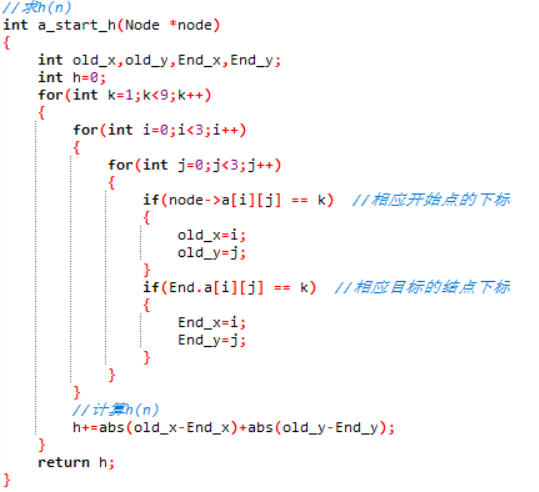 //求h(n)
int a_start_h(Node *node)
{
    int old_x,old_y,End_x,End_y;
    int h=0;
    for(int k=1;k<9;k++)
    {
        for(int i=0;i<3;i++)
        {
            for(int j=0;j<3;j++)
            {
                if(node->a[i][j] == k)  //相应开始点的下标
                {
                    old_x=i;
                    old_y=j;
                }
                if(End.a[i][j] == k)  //相应目标的结点下标
                {
                    End_x=i;
                    End_y=j;
                }
            }
        }
        //计算h(n)
        h+=abs(old_x-End_x)+abs(old_y-End_y);
    }
    return h;
}